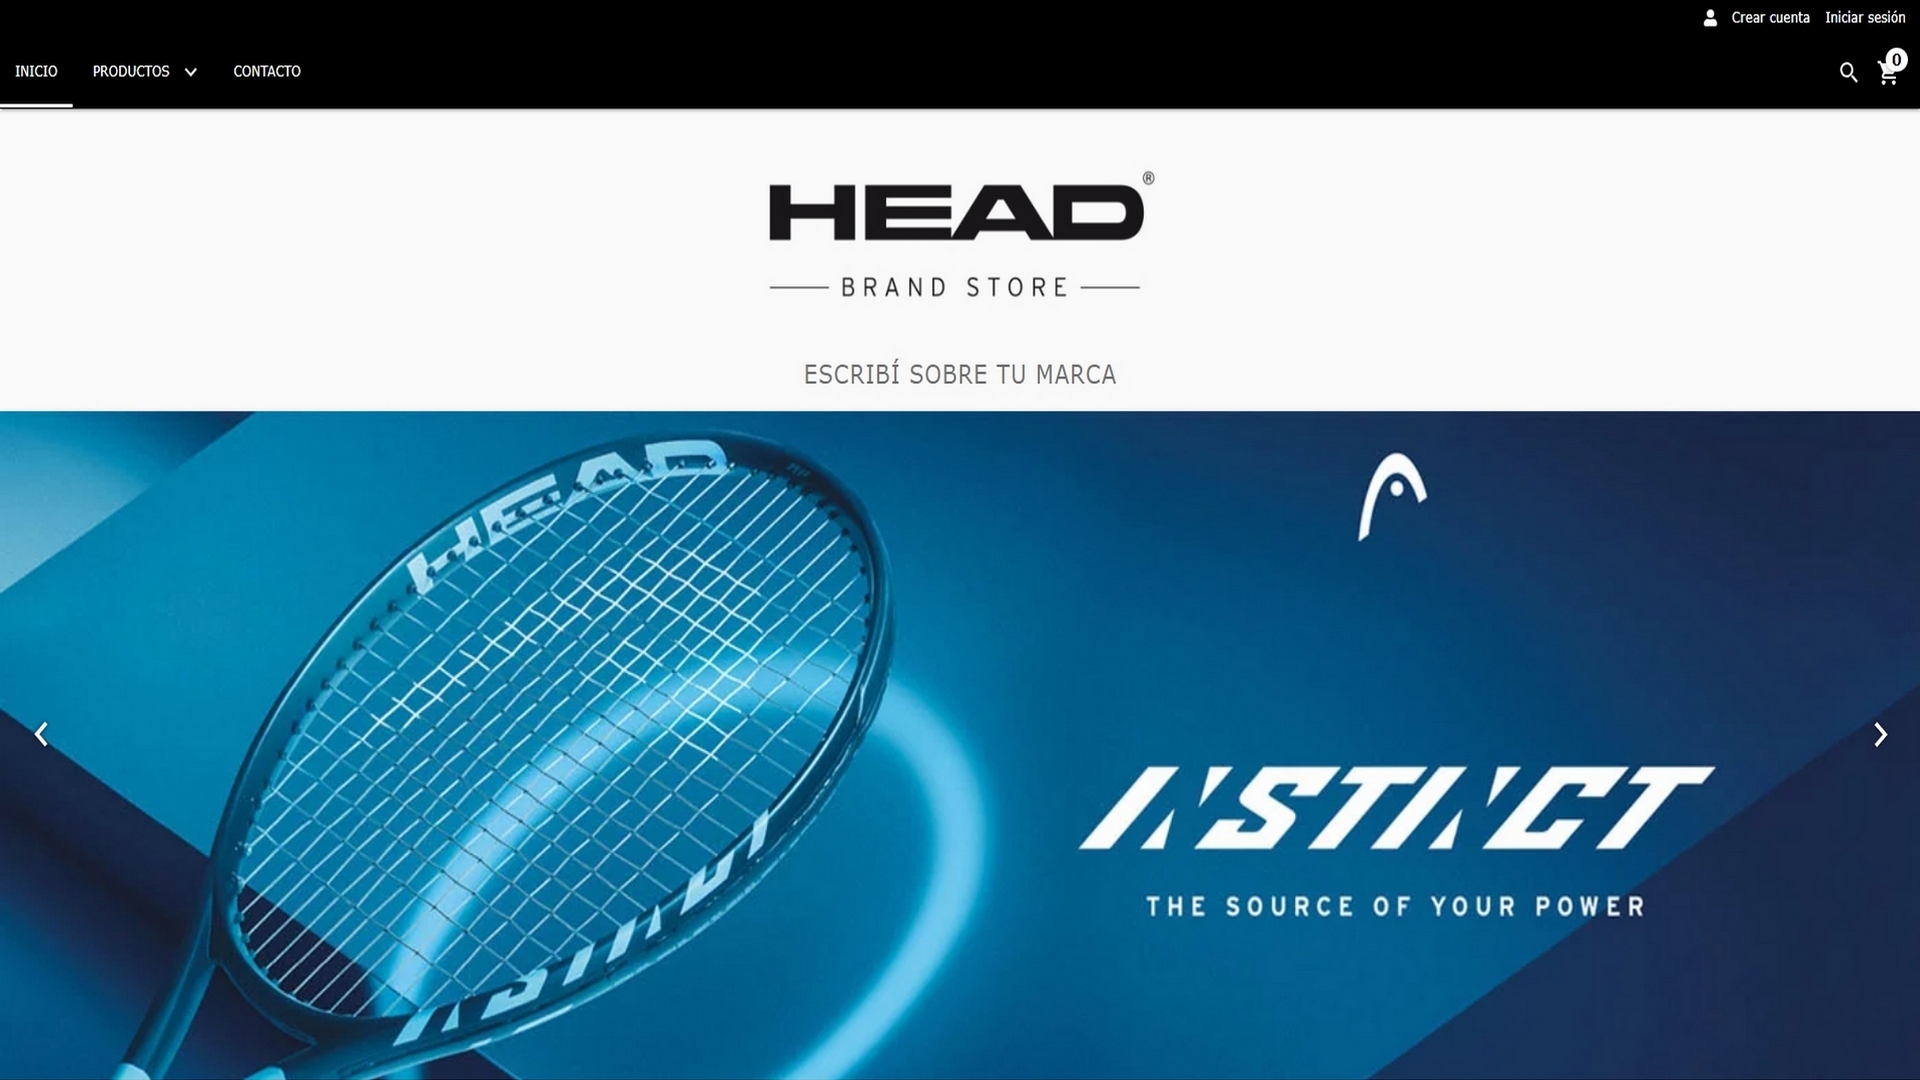 Crear cuenta Iniciar sesión
INICIO PRODUCTOS CONTACTO
0
HEAD®
BRAND STORE
ESCRIBÍ SOBRE TU MARCA
HEAD
INSTINCT
INSTINCT
THE SOURCE OF YOUR POWER